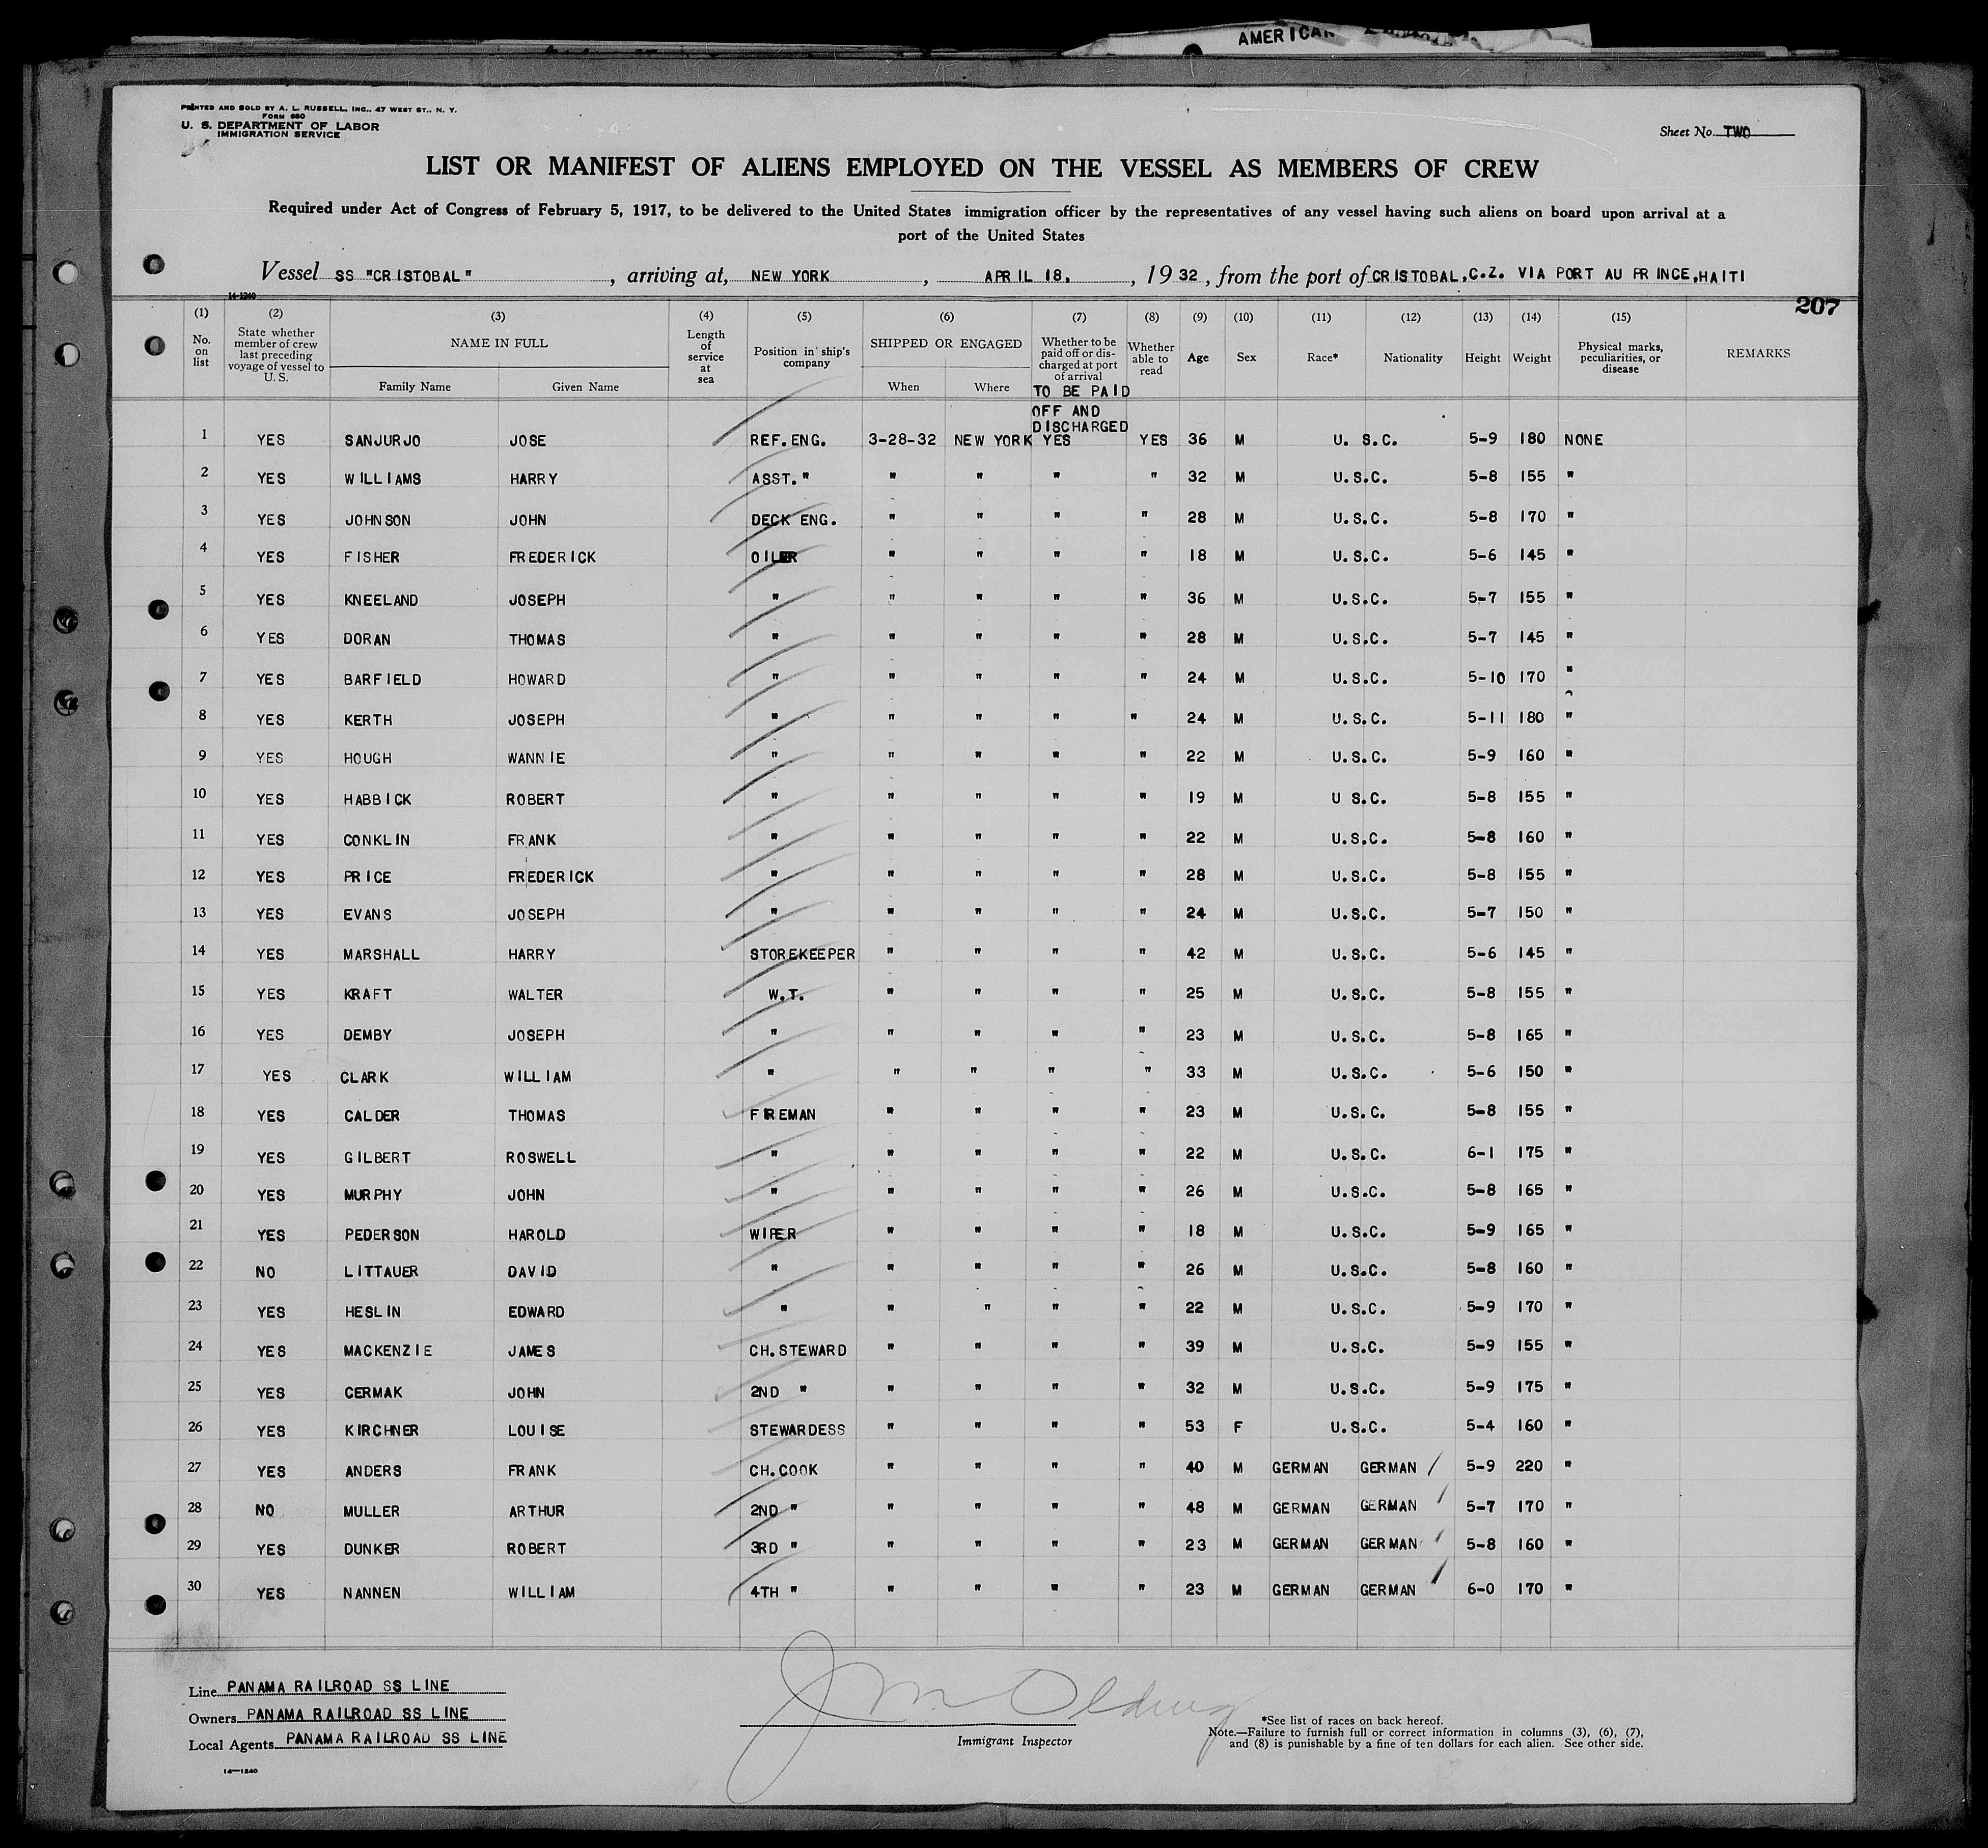 AMERICAN
PRINTED AND SOLD BY A. L. RUSSELL, INC., 47 WEST ST., N. Y.
FORM 680
U. S. DEPARTMENT OF LABOR
IMMIGRATION SERVICE
Sheet No. TWO
LIST OR MANIFEST OF ALIENS EMPLOYED ON THE VESSEL AS MEMBERS OF CREW
Required under Act of Congress of February 5, 1917, to be delivered to the United States immigration officer by the representatives of any vessel having such aliens on board upon arrival at a
port of the United States
Vessel SS "CRISTOBAL", arriving at, NEW YORK, APRIL 18, , 19 32, from the port of CRISTOBAL, C.Z. VIA PORT AU PRINCE, HAITI
14-1240
207
(1) No. on list (2) State whether member of crew last preceding voyage of vessel to U. S. (3) NAME IN FULL Family Name Given Name (4) Length of service at sea (5) Position in ship's company (6) SHIPPED OR ENGAGED When Where (7) Whether to be paid off or discharged at port of arrival (8) Whether able to read (9) Age (10) Sex (11) Race* (12) Nationality (13) Height (14) Weight (15) Physical marks, peculiarities, or disease REMARKS
TO BE PAID
OFF AND
DISCHARGED
1 YES SANJURJO JOSE REF. ENG. 3-28-32 NEW YORK YES YES 36 M U. S.C. 5-9 180 NONE
2 YES WILLIAMS HARRY ASST. " " " " " 32 M U.S.C. 5-8 155 "
3 YES JOHNSON JOHN DECK ENG. " " " " 28 M U.S.C. 5-8 170 "
4 YES FISHER FREDERICK OILER " " " " 18 M U.S.C. 5-6 145 "
5 YES KNEELAND JOSEPH " " " " " 36 M U.S.C. 5-7 155 "
6 YES DORAN THOMAS " " " " " 28 M U.S.C. 5-7 145 "
7 YES BARFIELD HOWARD " " " " " 24 M U.S.C. 5-10 170 "
8 YES KERTH JOSEPH " " " " " 24 M U.S.C. 5-11 180 "
9 YES HOUGH WANNIE " " " " " 22 M U.S.C. 5-9 160 "
10 YES HABBICK ROBERT " " " " " 19 M U S.C. 5-8 155 "
11 YES CONKLIN FRANK " " " " " 22 M U.S.C. 5-8 160 "
12 YES PRICE FREDERICK " " " " " 28 M U.S.C. 5-8 155 "
13 YES EVANS JOSEPH " " " " " 24 M U.S.C. 5-7 150 "
14 YES MARSHALL HARRY STOREKEEPER " " " " 42 M U.S.C. 5-6 145 "
15 YES KRAFT WALTER W.T. " " " " 25 M U.S.C. 5-8 155 "
16 YES DEMBY JOSEPH " " " " " 23 M U.S.C. 5-8 165 "
17 YES CLARK WILLIAM " " " " " 33 M U.S.C. 5-6 150 "
18 YES CALDER THOMAS FIREMAN " " " " 23 M U.S.C. 5-8 155 "
19 YES GILBERT ROSWELL " " " " " 22 M U.S.C. 6-1 175 "
20 YES MURPHY JOHN " " " " " 26 M U.S.C. 5-8 165 "
21 YES PEDERSON HAROLD WIPER " " " " 18 M U.S.C. 5-9 165 "
22 NO LITTAUER DAVID " " " " " 26 M U.S.C. 5-8 160 "
23 YES HESLIN EDWARD " " " " " 22 M U.S.C. 5-9 170 "
24 YES MACKENZIE JAMES CH. STEWARD " " " " 39 M U.S.C. 5-9 155 "
25 YES CERMAK JOHN 2ND " " " " " 32 M U.S.C. 5-9 175 "
26 YES KIRCHNER LOUISE STEWARDESS " " " " 53 F U.S.C. 5-4 160 "
27 YES ANDERS FRANK CH. COOK " " " " 40 M GERMAN GERMAN 5-9 220 "
28 NO MULLER ARTHUR 2ND " " " " " 48 M GERMAN GERMAN 5-7 170 "
29 YES DUNKER ROBERT 3RD " " " " " 23 M GERMAN GERMAN 5-8 160 "
30 YES NANNEN WILLIAM 4TH " " " " " 23 M GERMAN GERMAN 6-0 170 "
Line PANAMA RAILROAD SS LINE
Owners PANAMA RAILROAD SS LINE
Local Agents PANAMA RAILROAD SS LINE
14-1240
Immigrant Inspector
*See list of races on back hereof.
Note.—Failure to furnish full or correct information in columns (3), (6), (7),
and (8) is punishable by a fine of ten dollars for each alien. See other side.